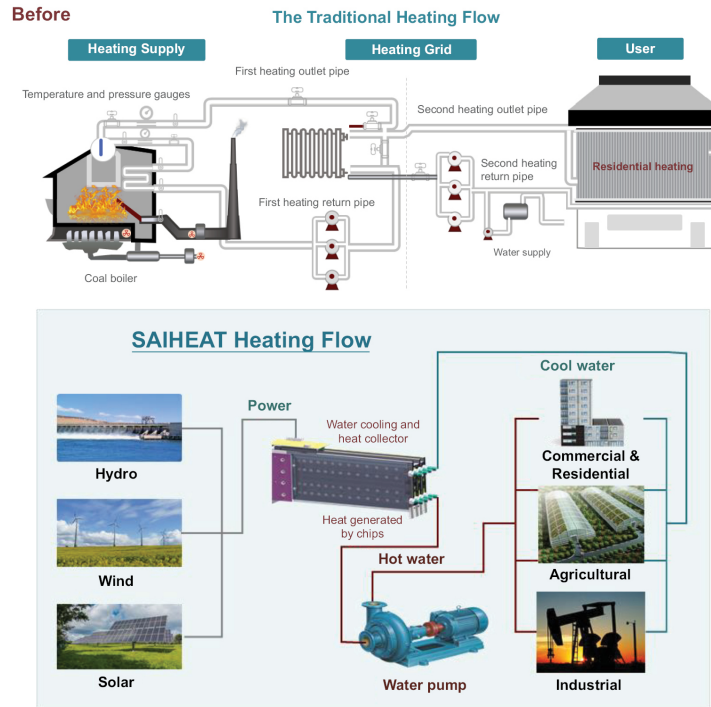 Before
The Traditional Heating Flow
Heating Supply
Heating Grid
User
First heating outlet pipe
Temperature and pressure gauges
Second heating outlet pipe
Second heating
return pipe
Residential heating
First heating return pipe
Water supply
Coal boiler
SAIHEAT Heating Flow
Cool water
Power
Water cooling and
heat collector
Hydro
Commercial &
Residential
Heat generated
by chips
Hot water
Wind
Agricultural
Solar
Water pump
Industrial